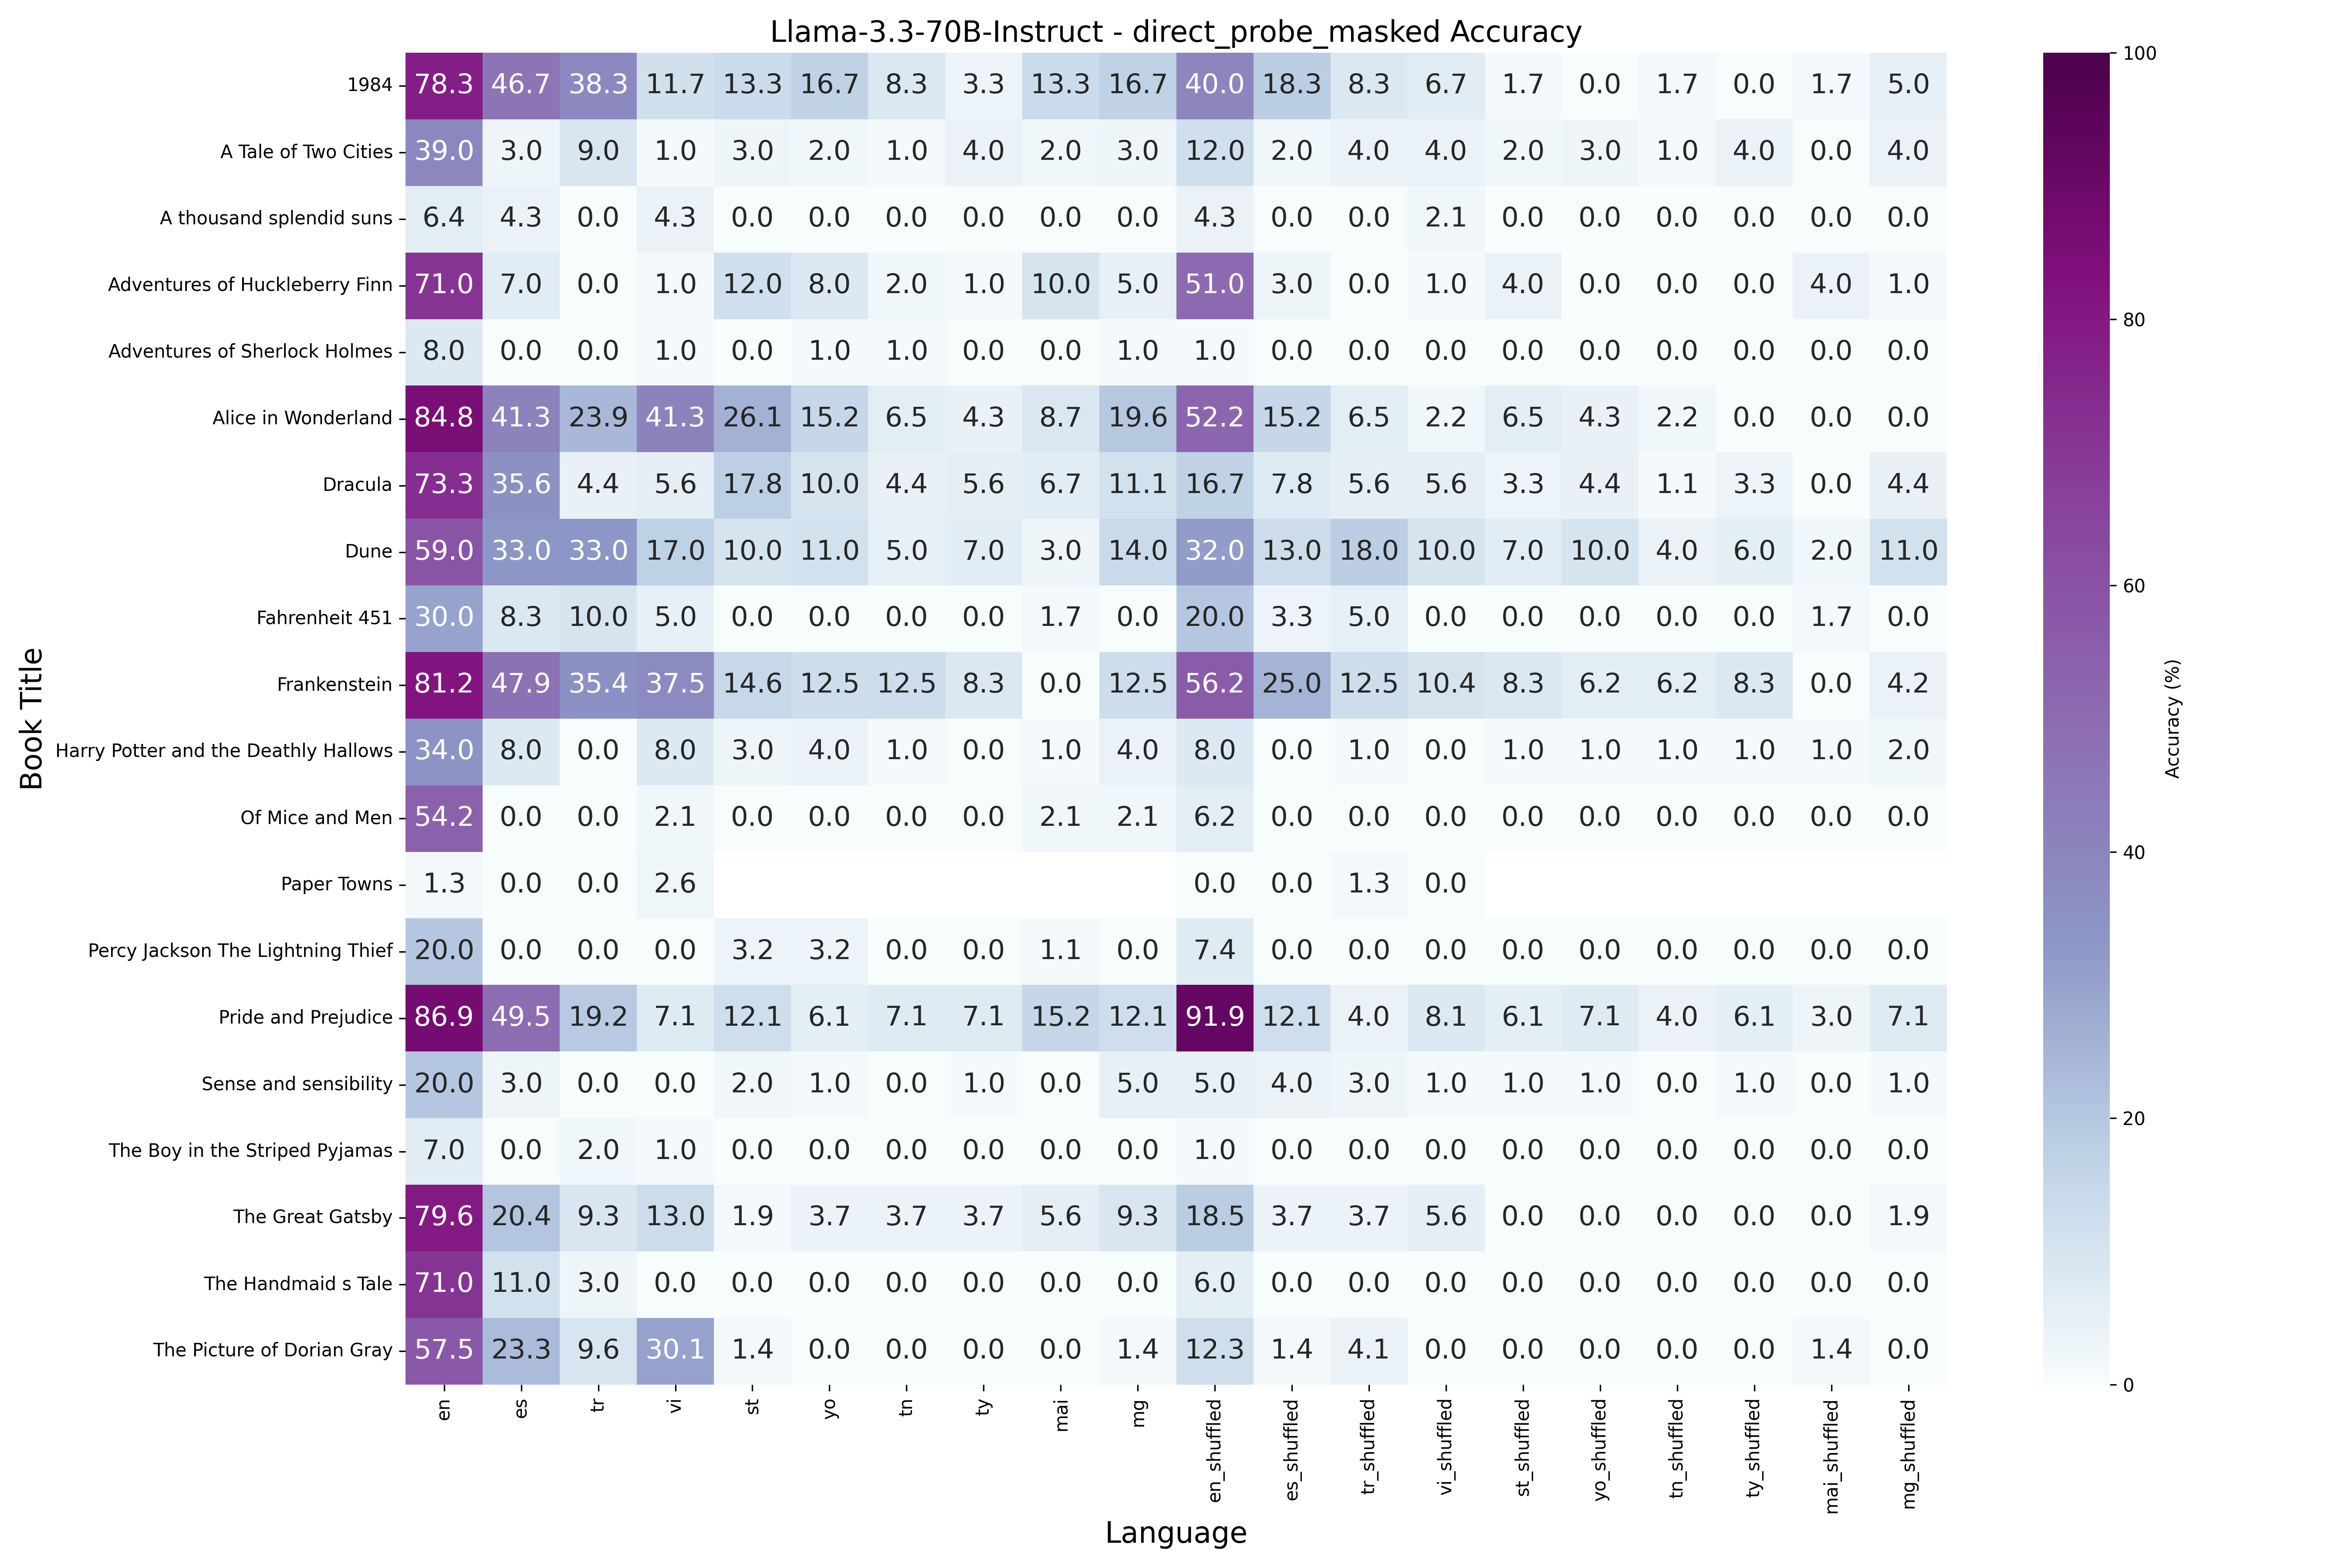 Llama-3.3-70B-Instruct - direct_probe_masked Accuracy
Book Title
1984 78.3 46.7 38.3 11.7 13.3 16.7 8.3 3.3 13.3 16.7 40.0 18.3 8.3 6.7 1.7 0.0 1.7 0.0 1.7 5.0
A Tale of Two Cities 39.0 3.0 9.0 1.0 3.0 2.0 1.0 4.0 2.0 3.0 12.0 2.0 4.0 4.0 2.0 3.0 1.0 4.0 0.0 4.0
A thousand splendid suns 6.4 4.3 0.0 4.3 0.0 0.0 0.0 0.0 0.0 0.0 4.3 0.0 0.0 2.1 0.0 0.0 0.0 0.0 0.0 0.0
Adventures of Huckleberry Finn 71.0 7.0 0.0 1.0 12.0 8.0 2.0 1.0 10.0 5.0 51.0 3.0 0.0 1.0 4.0 0.0 0.0 0.0 4.0 1.0
Adventures of Sherlock Holmes 8.0 0.0 0.0 1.0 0.0 1.0 1.0 0.0 0.0 1.0 1.0 0.0 0.0 0.0 0.0 0.0 0.0 0.0 0.0 0.0
Alice in Wonderland 84.8 41.3 23.9 41.3 26.1 15.2 6.5 4.3 8.7 19.6 52.2 15.2 6.5 2.2 6.5 4.3 2.2 0.0 0.0 0.0
Dracula 73.3 35.6 4.4 5.6 17.8 10.0 4.4 5.6 6.7 11.1 16.7 7.8 5.6 5.6 3.3 4.4 1.1 3.3 0.0 4.4
Dune 59.0 33.0 33.0 17.0 10.0 11.0 5.0 7.0 3.0 14.0 32.0 13.0 18.0 10.0 7.0 10.0 4.0 6.0 2.0 11.0
Fahrenheit 451 30.0 8.3 10.0 5.0 0.0 0.0 0.0 0.0 1.7 0.0 20.0 3.3 5.0 0.0 0.0 0.0 0.0 0.0 1.7 0.0
Frankenstein 81.2 47.9 35.4 37.5 14.6 12.5 12.5 8.3 0.0 12.5 56.2 25.0 12.5 10.4 8.3 6.2 6.2 8.3 0.0 4.2
Harry Potter and the Deathly Hallows 34.0 8.0 0.0 8.0 3.0 4.0 1.0 0.0 1.0 4.0 8.0 0.0 1.0 0.0 1.0 1.0 1.0 1.0 1.0 2.0
Of Mice and Men 54.2 0.0 0.0 2.1 0.0 0.0 0.0 0.0 2.1 2.1 6.2 0.0 0.0 0.0 0.0 0.0 0.0 0.0 0.0 0.0
Paper Towns 1.3 0.0 0.0 2.6 0.0 0.0 1.3 0.0
Percy Jackson The Lightning Thief 20.0 0.0 0.0 0.0 3.2 3.2 0.0 0.0 1.1 0.0 7.4 0.0 0.0 0.0 0.0 0.0 0.0 0.0 0.0 0.0
Pride and Prejudice 86.9 49.5 19.2 7.1 12.1 6.1 7.1 7.1 15.2 12.1 91.9 12.1 4.0 8.1 6.1 7.1 4.0 6.1 3.0 7.1
Sense and sensibility 20.0 3.0 0.0 0.0 2.0 1.0 0.0 1.0 0.0 5.0 5.0 4.0 3.0 1.0 1.0 1.0 0.0 1.0 0.0 1.0
The Boy in the Striped Pyjamas 7.0 0.0 2.0 1.0 0.0 0.0 0.0 0.0 0.0 0.0 1.0 0.0 0.0 0.0 0.0 0.0 0.0 0.0 0.0 0.0
The Great Gatsby 79.6 20.4 9.3 13.0 1.9 3.7 3.7 3.7 5.6 9.3 18.5 3.7 3.7 5.6 0.0 0.0 0.0 0.0 0.0 1.9
The Handmaid s Tale 71.0 11.0 3.0 0.0 0.0 0.0 0.0 0.0 0.0 0.0 6.0 0.0 0.0 0.0 0.0 0.0 0.0 0.0 0.0 0.0
The Picture of Dorian Gray 57.5 23.3 9.6 30.1 1.4 0.0 0.0 0.0 0.0 1.4 12.3 1.4 4.1 0.0 0.0 0.0 0.0 0.0 1.4 0.0
en es tr vi st yo tn ty mai mg en_shuffled es_shuffled tr_shuffled vi_shuffled st_shuffled yo_shuffled tn_shuffled ty_shuffled mai_shuffled mg_shuffled
Language
100
80
60
40
20
0
Accuracy (%)